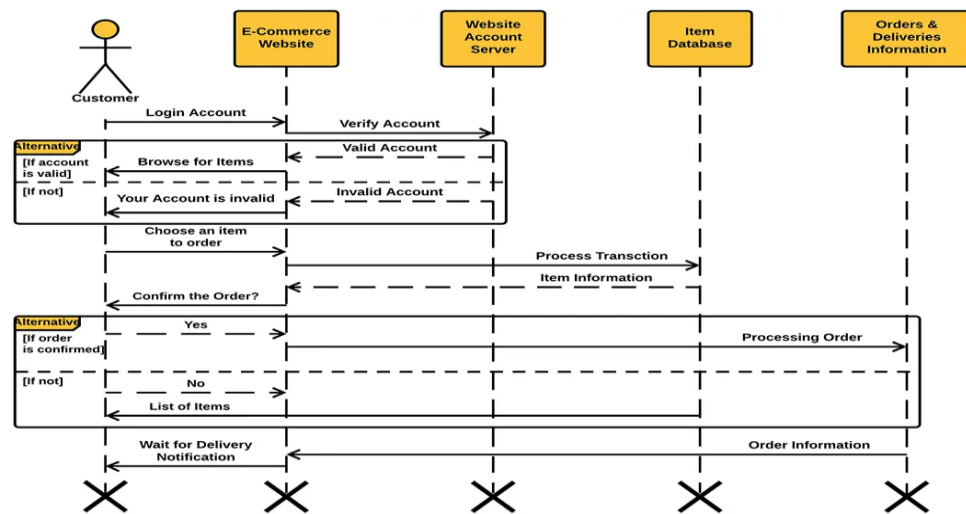 E-Commerce
Website
Website
Account
Server
Item
Database
Orders &
Deliveries
Information
Customer
Login Account
Verify Account
Alternative
Valid Account
[If account
is valid]
Browse for Items
[If not]
Invalid Account
Your Account is invalid
Choose an item
to order
Process Transction
Item Information
Confirm the Order?
Alternative
Yes
[If order
is confirmed]
Processing Order
[If not]
No
List of Items
Wait for Delivery
Notification
Order Information